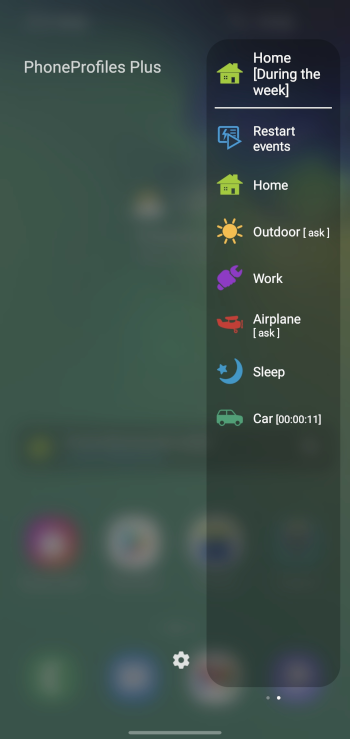 PhoneProfiles Plus
Home
[During the
week]
Restart
events
Home
Outdoor [ ask ]
Work
Airplane
[ ask ]
Sleep
Car [00:00:11]